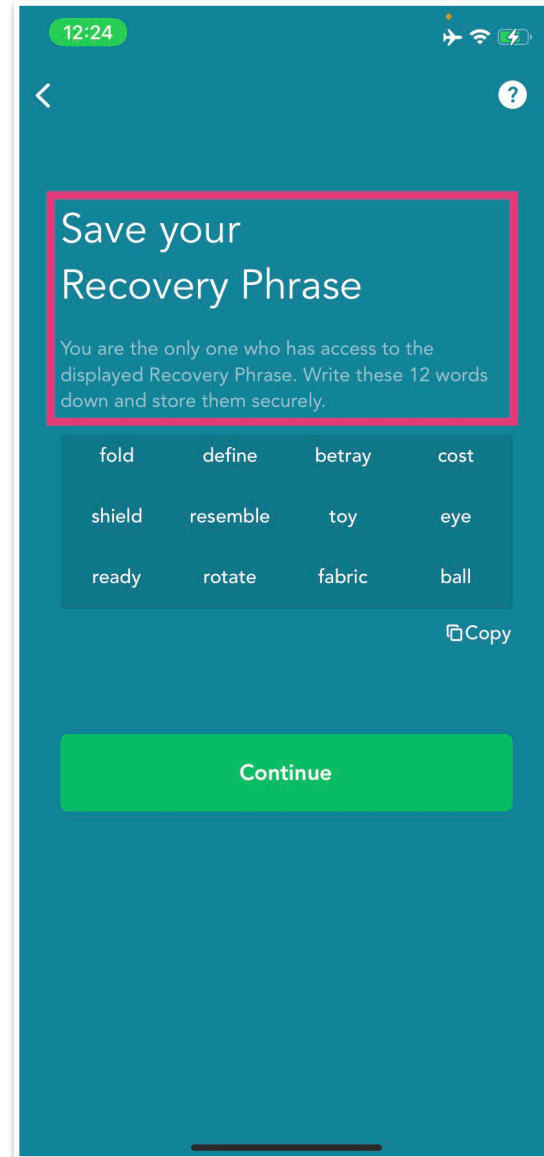 12:24
?
Save your
Recovery Phrase
You are the only one who has access to the
displayed Recovery Phrase. Write these 12 words
down and store them securely.
fold define betray cost
shield resemble toy eye
ready rotate fabric ball
Copy
Continue